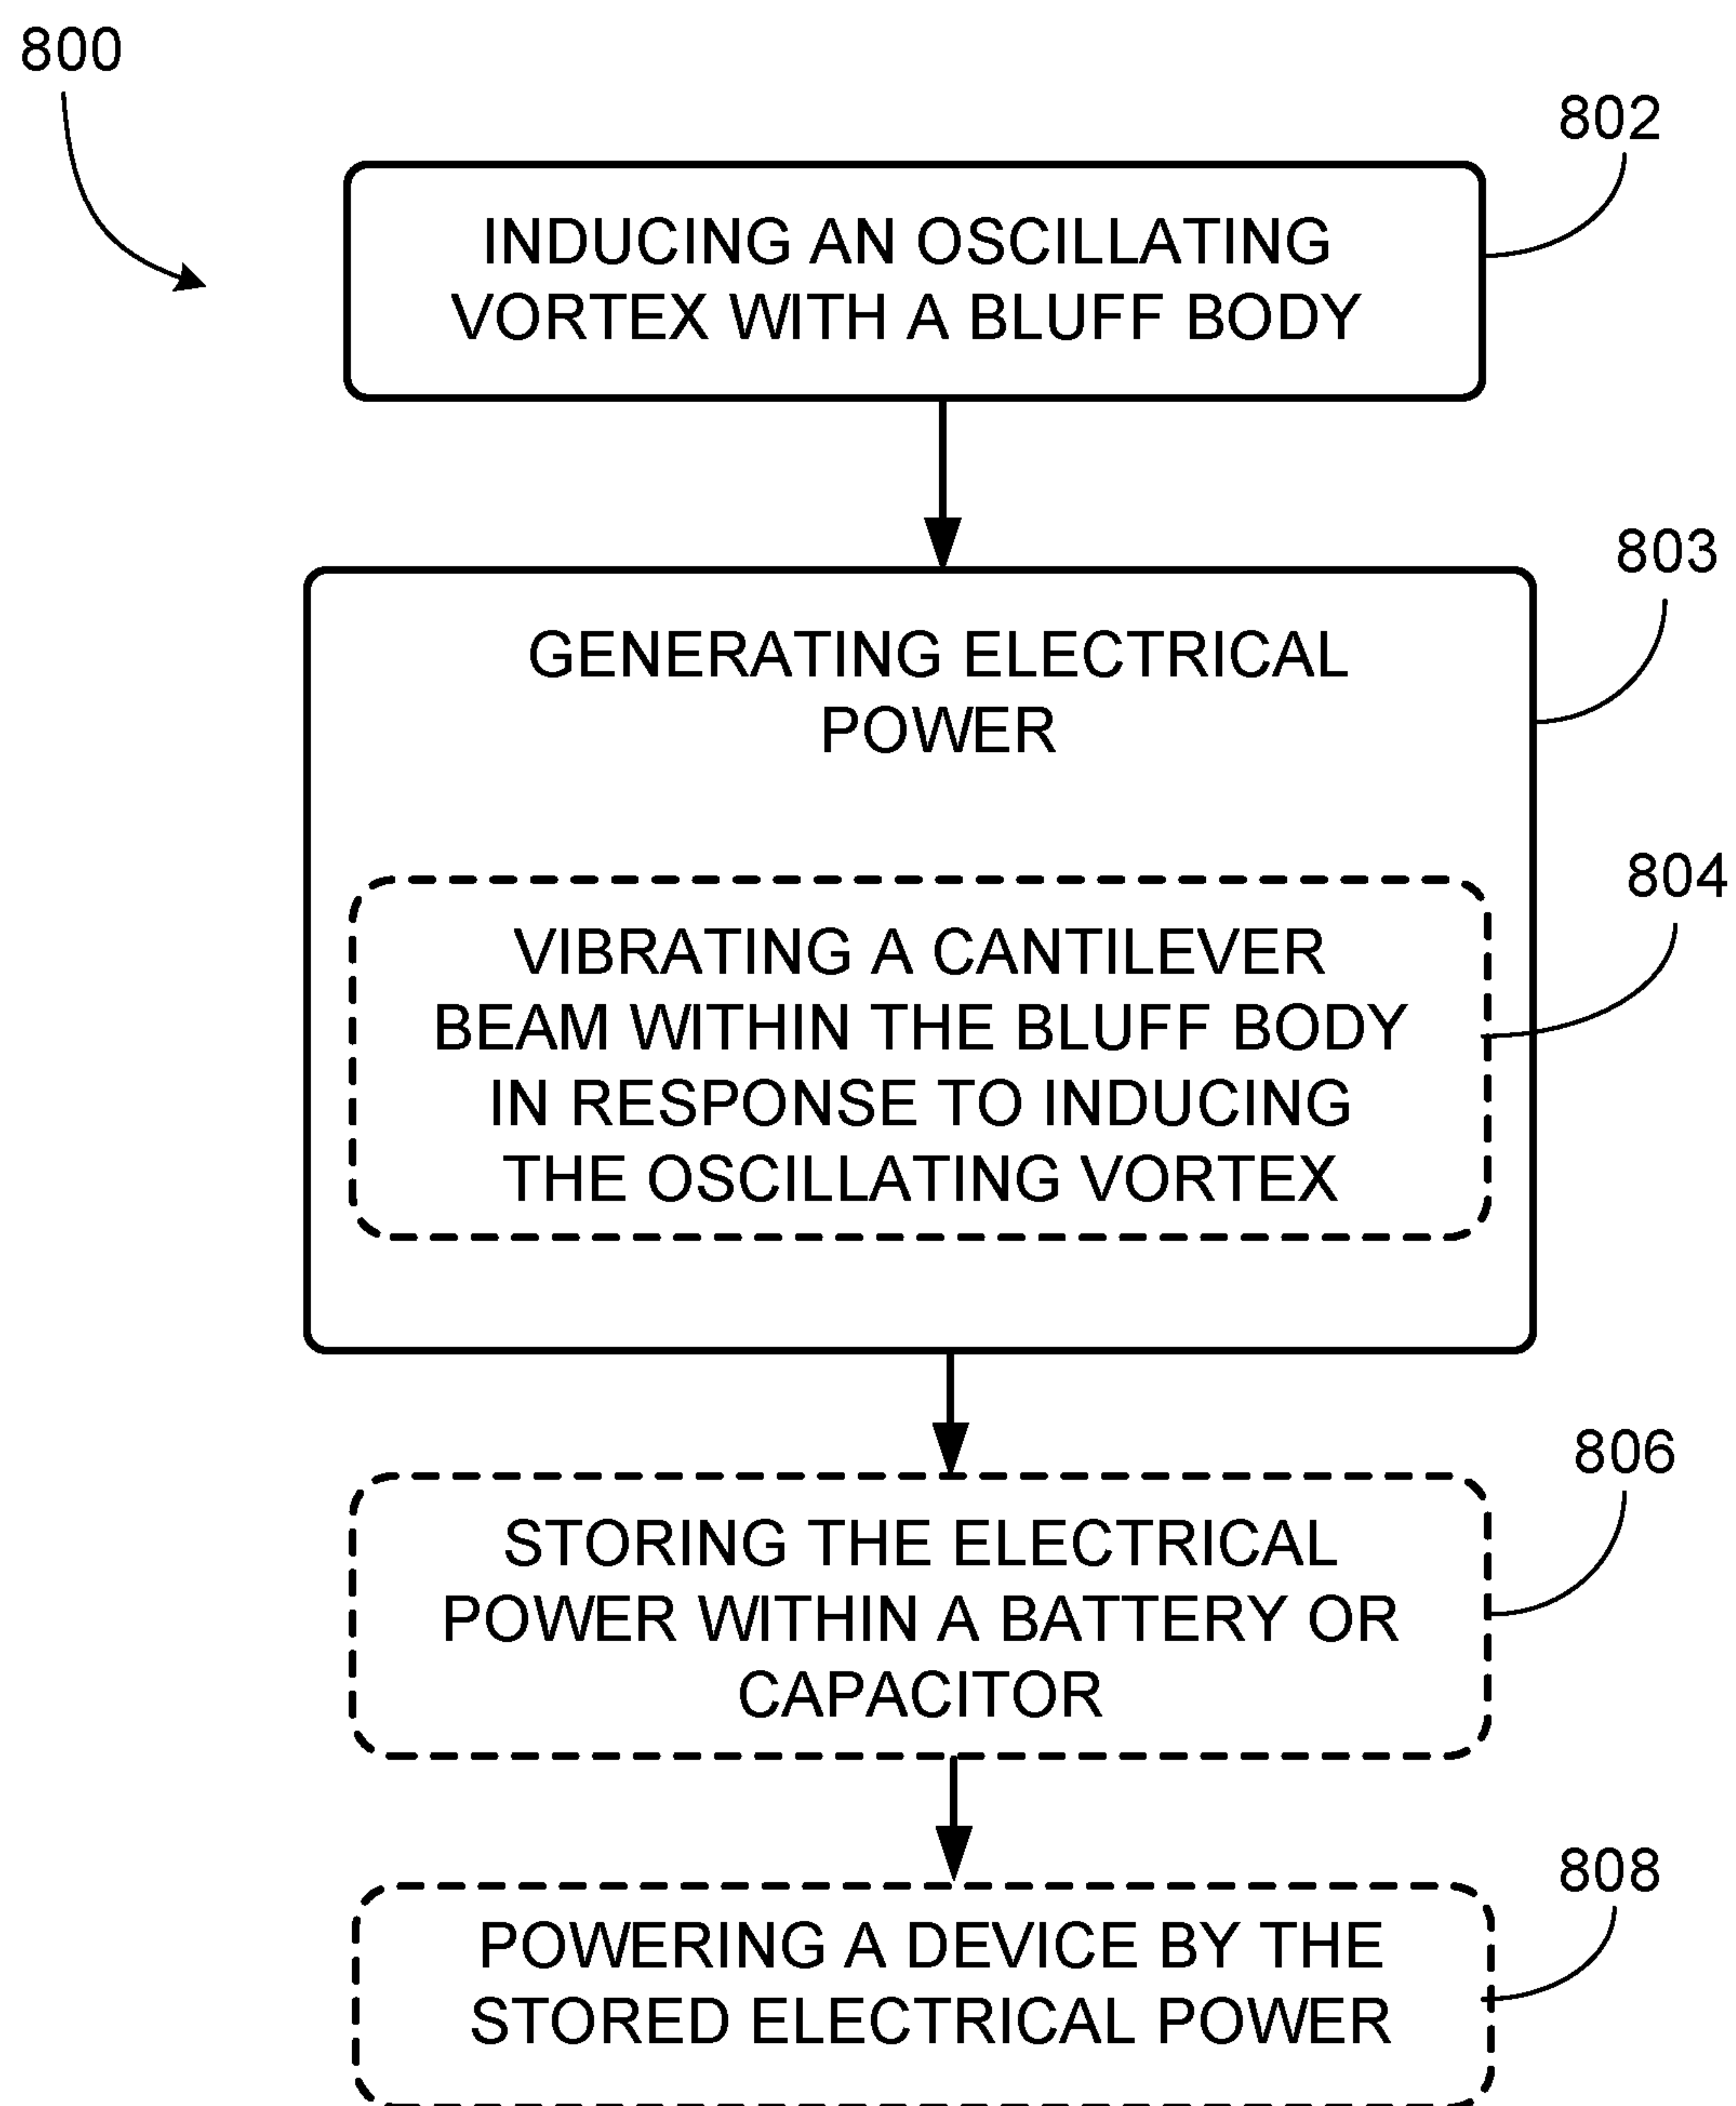 800
802
INDUCING AN OSCILLATING
VORTEX WITH A BLUFF BODY
803
GENERATING ELECTRICAL
POWER
804
VIBRATING A CANTILEVER
BEAM WITHIN THE BLUFF BODY
IN RESPONSE TO INDUCING
THE OSCILLATING VORTEX
806
STORING THE ELECTRICAL
POWER WITHIN A BATTERY OR
CAPACITOR
808
POWERING A DEVICE BY THE
STORED ELECTRICAL POWER